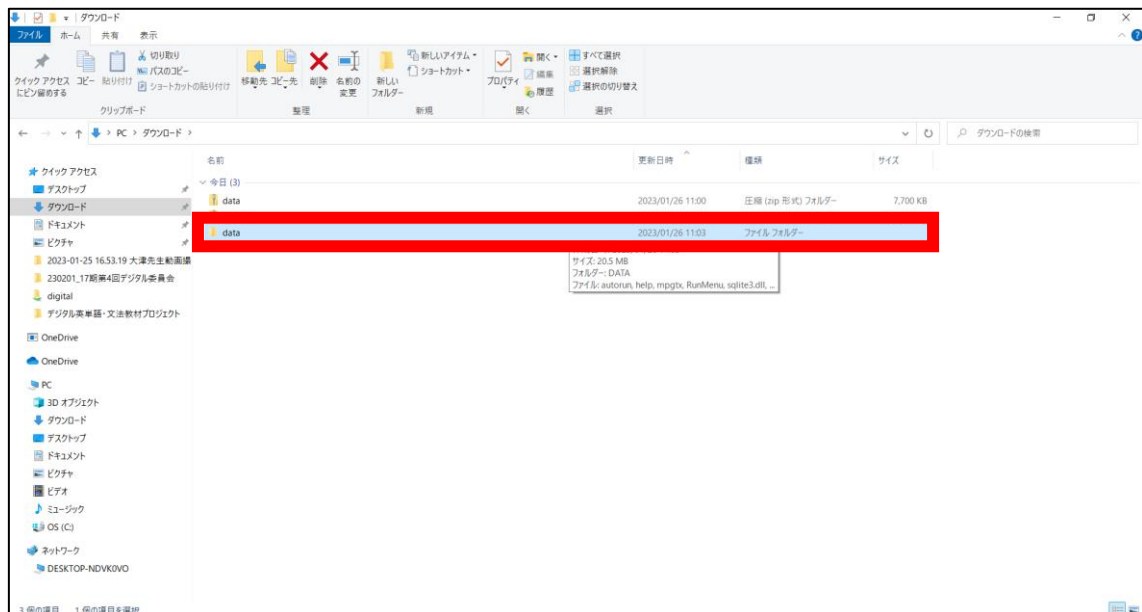 ダウンロード
ファイル ホーム 共有 表示
クイック アクセス
にピン留めする
コピー 貼り付け
切り取り
パスのコピー
ショートカットの貼り付け
クリップボード
移動先 コピー先 削除 名前の
変更
整理
新しい
フォルダー
新しいアイテム
ショートカット
新規
プロパティ
開く
編集
履歴
開く
すべて選択
選択解除
選択の切り替え
選択
PC > ダウンロード >
ダウンロードの検索
名前 更新日時 種類 サイズ
今日 (3)
data 2023/01/26 11:00 圧縮 (zip 形式) フォルダー 7,700 KB
data 2023/01/26 11:03 ファイル フォルダー
サイズ: 20.5 MB
フォルダー: DATA
ファイル: autorun, help, mpgtx, RunMenu, sqlite3.dll, ...
クイック アクセス
デスクトップ
ダウンロード
ドキュメント
ピクチャ
2023-01-25 16.53.19 大津先生動画撮
230201_17期第4回デジタル委員会
digital
デジタル英単語・文法教材プロジェクト
OneDrive
OneDrive
PC
3D オブジェクト
ダウンロード
デスクトップ
ドキュメント
ピクチャ
ビデオ
ミュージック
OS (C:)
ネットワーク
DESKTOP-NDVK0VO
3 個の項目 1 個の項目を選択